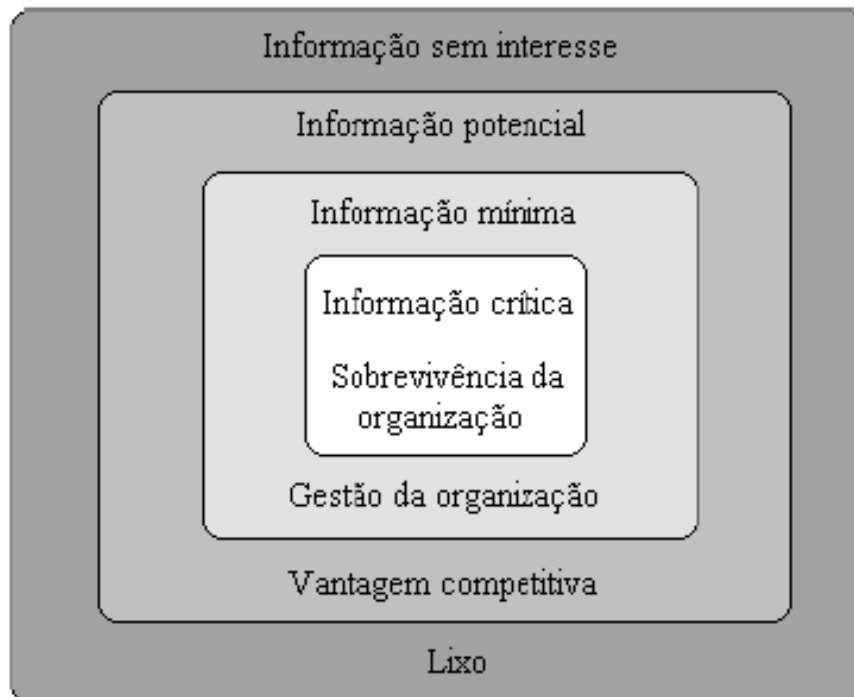 Informação sem interesse
Informação potencial
Informação mínima
Informação crítica
Sobrevivência da
organização
Gestão da organização
Vantagem competitiva
Lixo